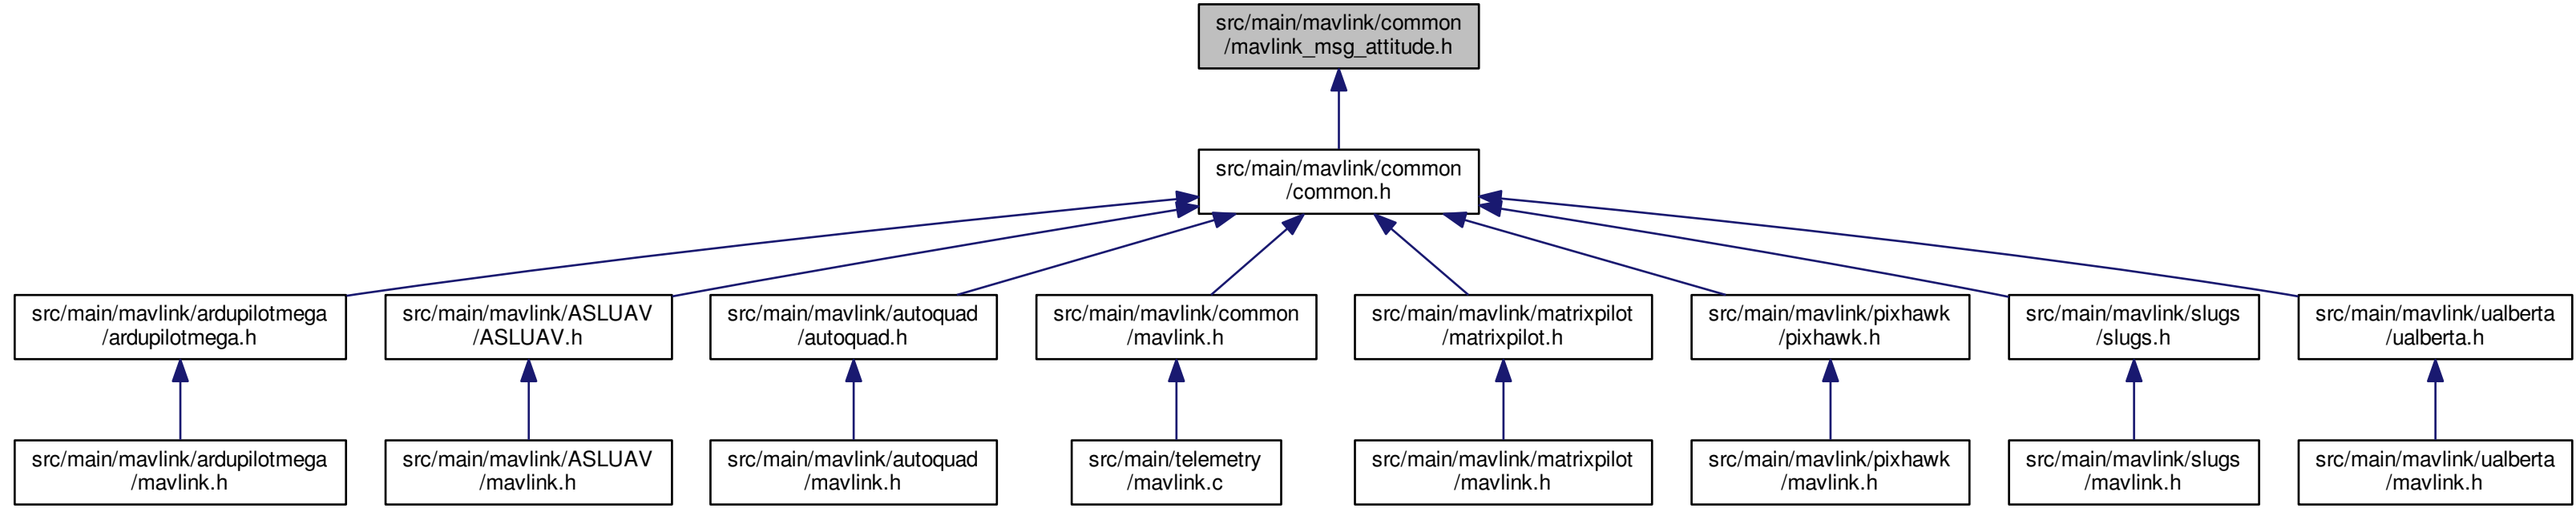 src/main/mavlink/common
/mavlink_msg_attitude.h
src/main/mavlink/common
/common.h
src/main/mavlink/ardupilotmega
/ardupilotmega.h
src/main/mavlink/ASLUAV
/ASLUAV.h
src/main/mavlink/autoquad
/autoquad.h
src/main/mavlink/common
/mavlink.h
src/main/mavlink/matrixpilot
/matrixpilot.h
src/main/mavlink/pixhawk
/pixhawk.h
src/main/mavlink/slugs
/slugs.h
src/main/mavlink/ualberta
/ualberta.h
src/main/mavlink/ardupilotmega
/mavlink.h
src/main/mavlink/ASLUAV
/mavlink.h
src/main/mavlink/autoquad
/mavlink.h
src/main/telemetry
/mavlink.c
src/main/mavlink/matrixpilot
/mavlink.h
src/main/mavlink/pixhawk
/mavlink.h
src/main/mavlink/slugs
/mavlink.h
src/main/mavlink/ualberta
/mavlink.h